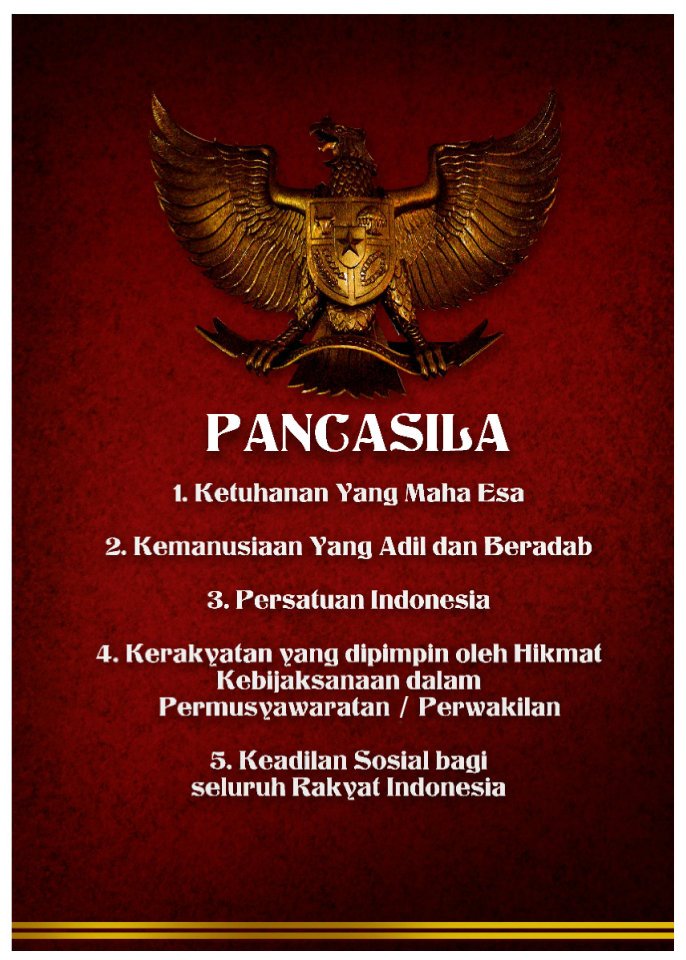 PANCASILA
1. Ketuhanan Yang Maha Esa
2. Kemanusiaan Yang Adil dan Beradab
3. Persatuan Indonesia
4. Kerakyatan yang dipimpin oleh Hikmat
Kebijaksanaan dalam
Permusyawaratan / Perwakilan
5. Keadilan Sosial bagi
seluruh Rakyat Indonesia